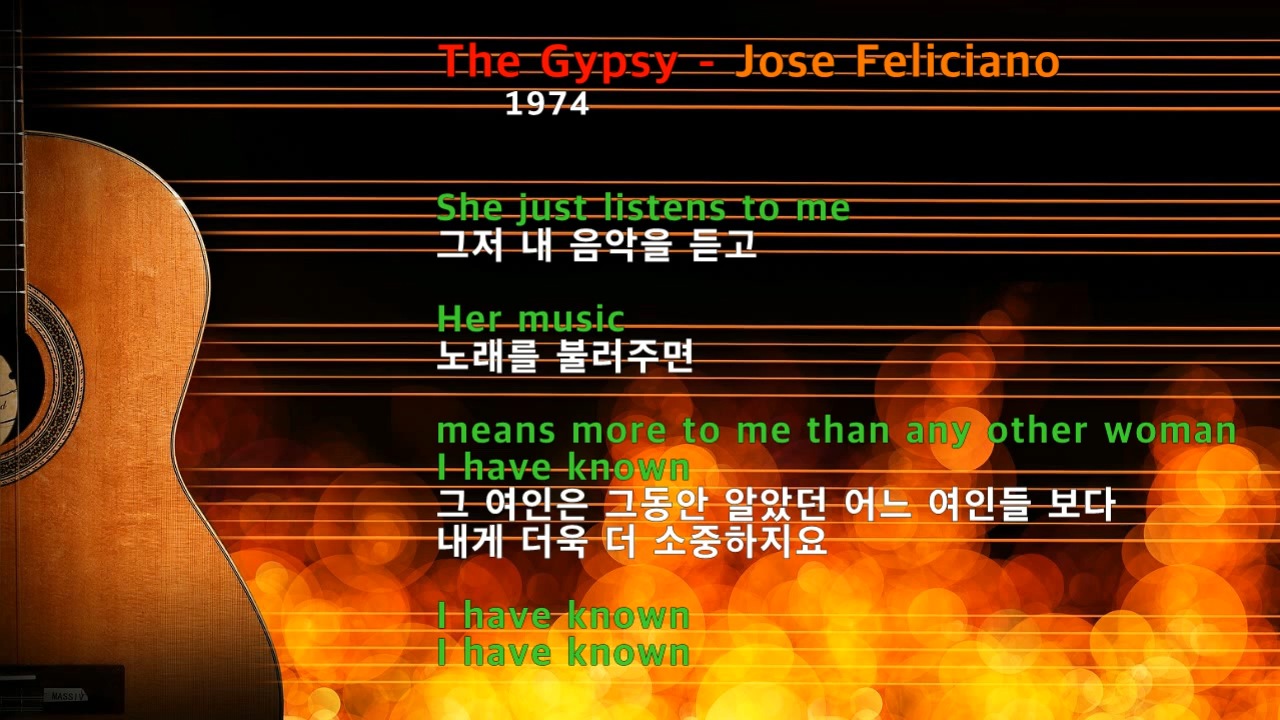 The Gypsy - Jose Feliciano
1974
She just listens to me
그저 내 음악을 듣고
Her music
노래를 불러주면
means more to me than any other woman
I have known
그 여인은 그동안 알았던 어느 여인들 보다
내게 더욱 더 소중하지요
I have known
I have known
MASSIV